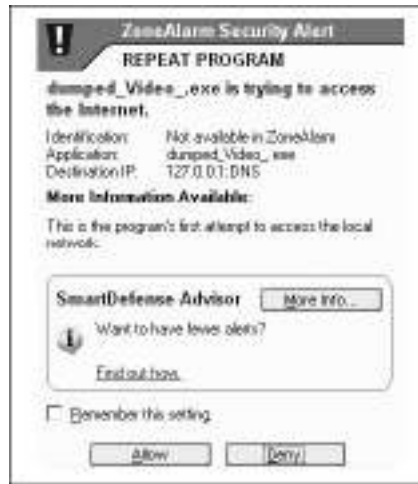 ZoneAlarm Security Alert
REPEAT PROGRAM
dumped_Video_.exe is trying to access
the Internet.
Identification: Not available in ZoneAlarm
Application: dumped_Video_.exe
Destination IP: 127.0.0.1:DNS
More Information Available:
This is the program's first attempt to access the local
network.
SmartDefense Advisor More Info...
Want to have fewer alerts?
Find out how.
Remember this setting.
Allow Deny